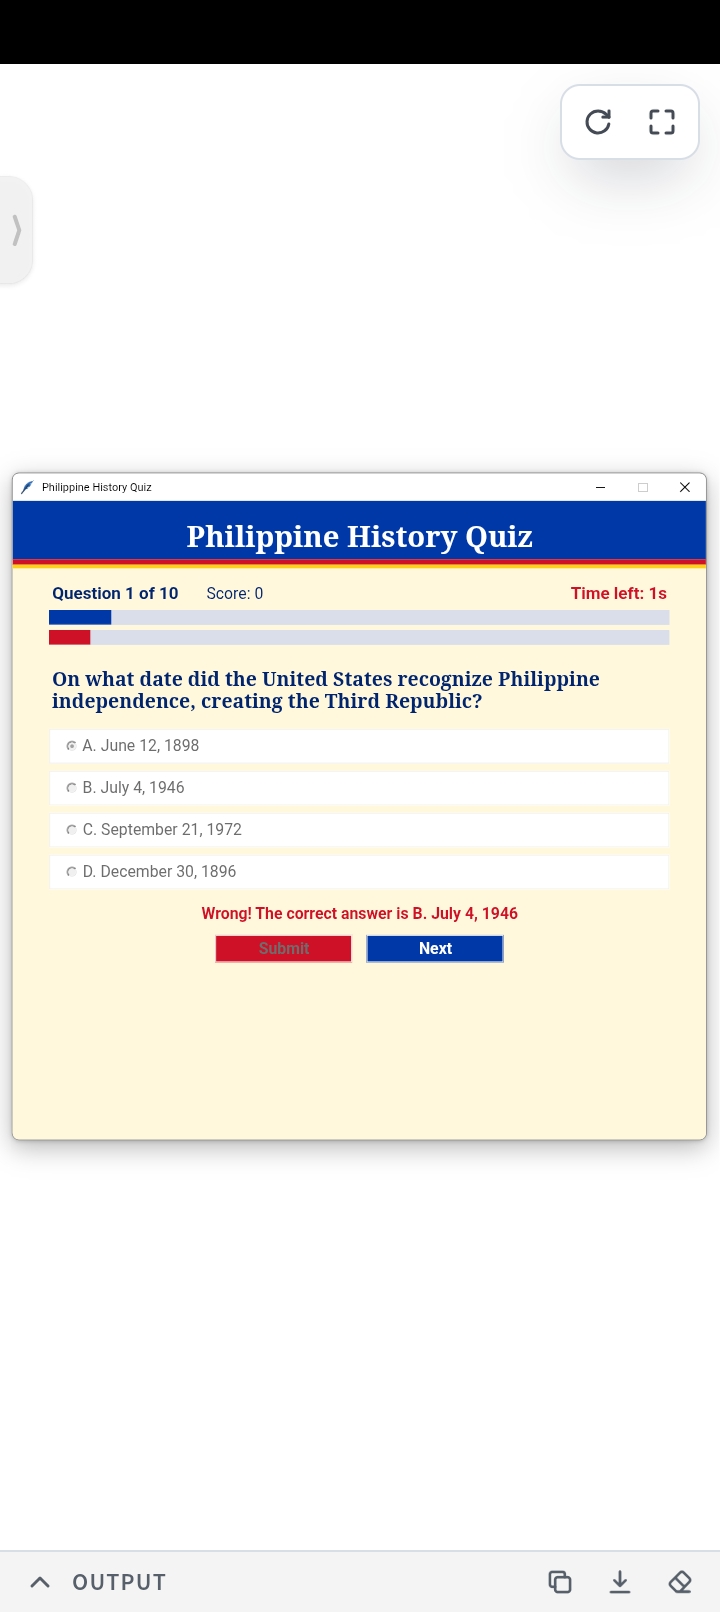 Philippine History Quiz
Philippine History Quiz
Question 1 of 10 Score: 0 Time left: 1s
On what date did the United States recognize Philippine
independence, creating the Third Republic?
A. June 12, 1898
B. July 4, 1946
C. September 21, 1972
D. December 30, 1896
Wrong! The correct answer is B. July 4, 1946
Submit Next
OUTPUT